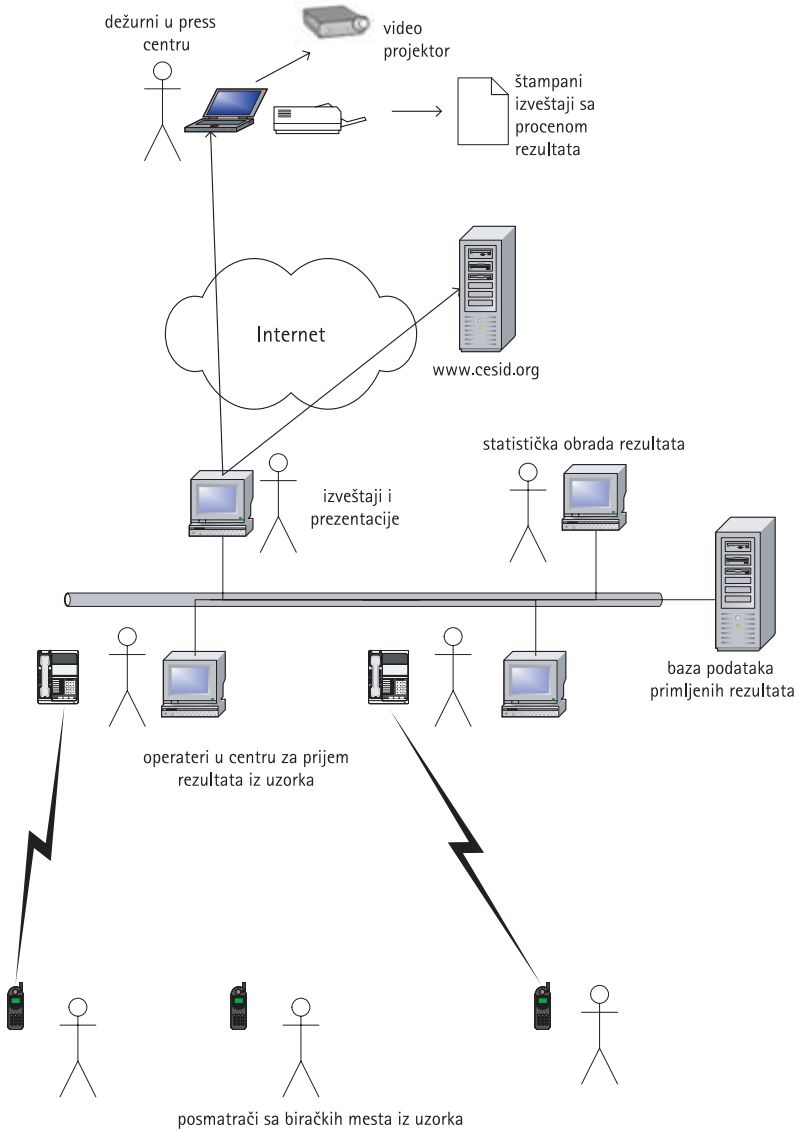 dežurni u press
centru
video
projektor
štampani
izveštaji sa
procenom
rezultata
Internet
www.cesid.org
statistička obrada rezultata
izveštaji i
prezentacije
baza podataka
primljenih rezultata
operateri u centru za prijem
rezultata iz uzorka
posmatrači sa biračkih mesta iz uzorka